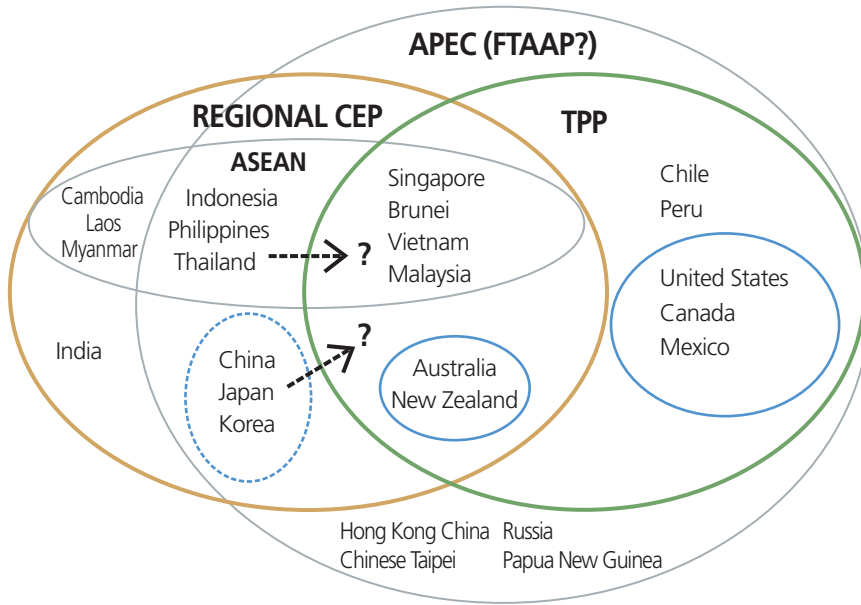 APEC (FTAAP?)
REGIONAL CEP
TPP
ASEAN
Cambodia
Laos
Myanmar
Indonesia
Philippines
Thailand
?
Singapore
Brunei
Vietnam
Malaysia
Chile
Peru
United States
Canada
Mexico
India
China
Japan
Korea
?
Australia
New Zealand
Hong Kong China
Chinese Taipei
Russia
Papua New Guinea